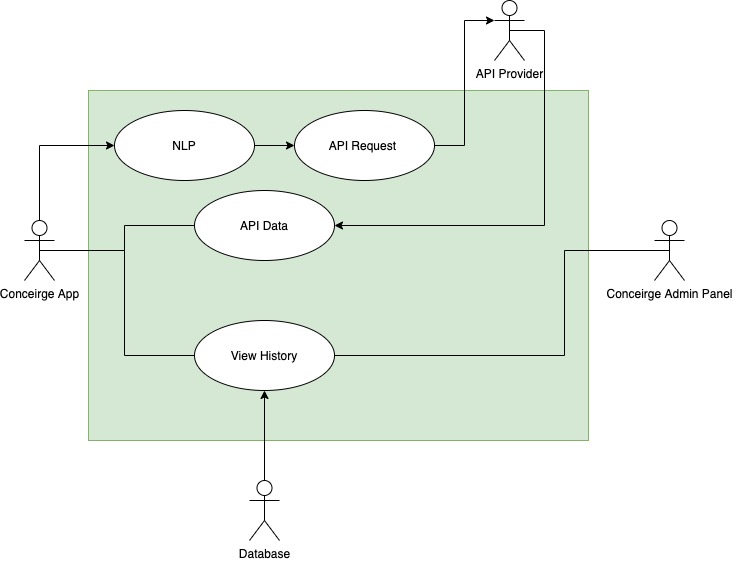 API Provider
NLP
API Request
API Data
Conceirge App
Conceirge Admin Panel
View History
Database